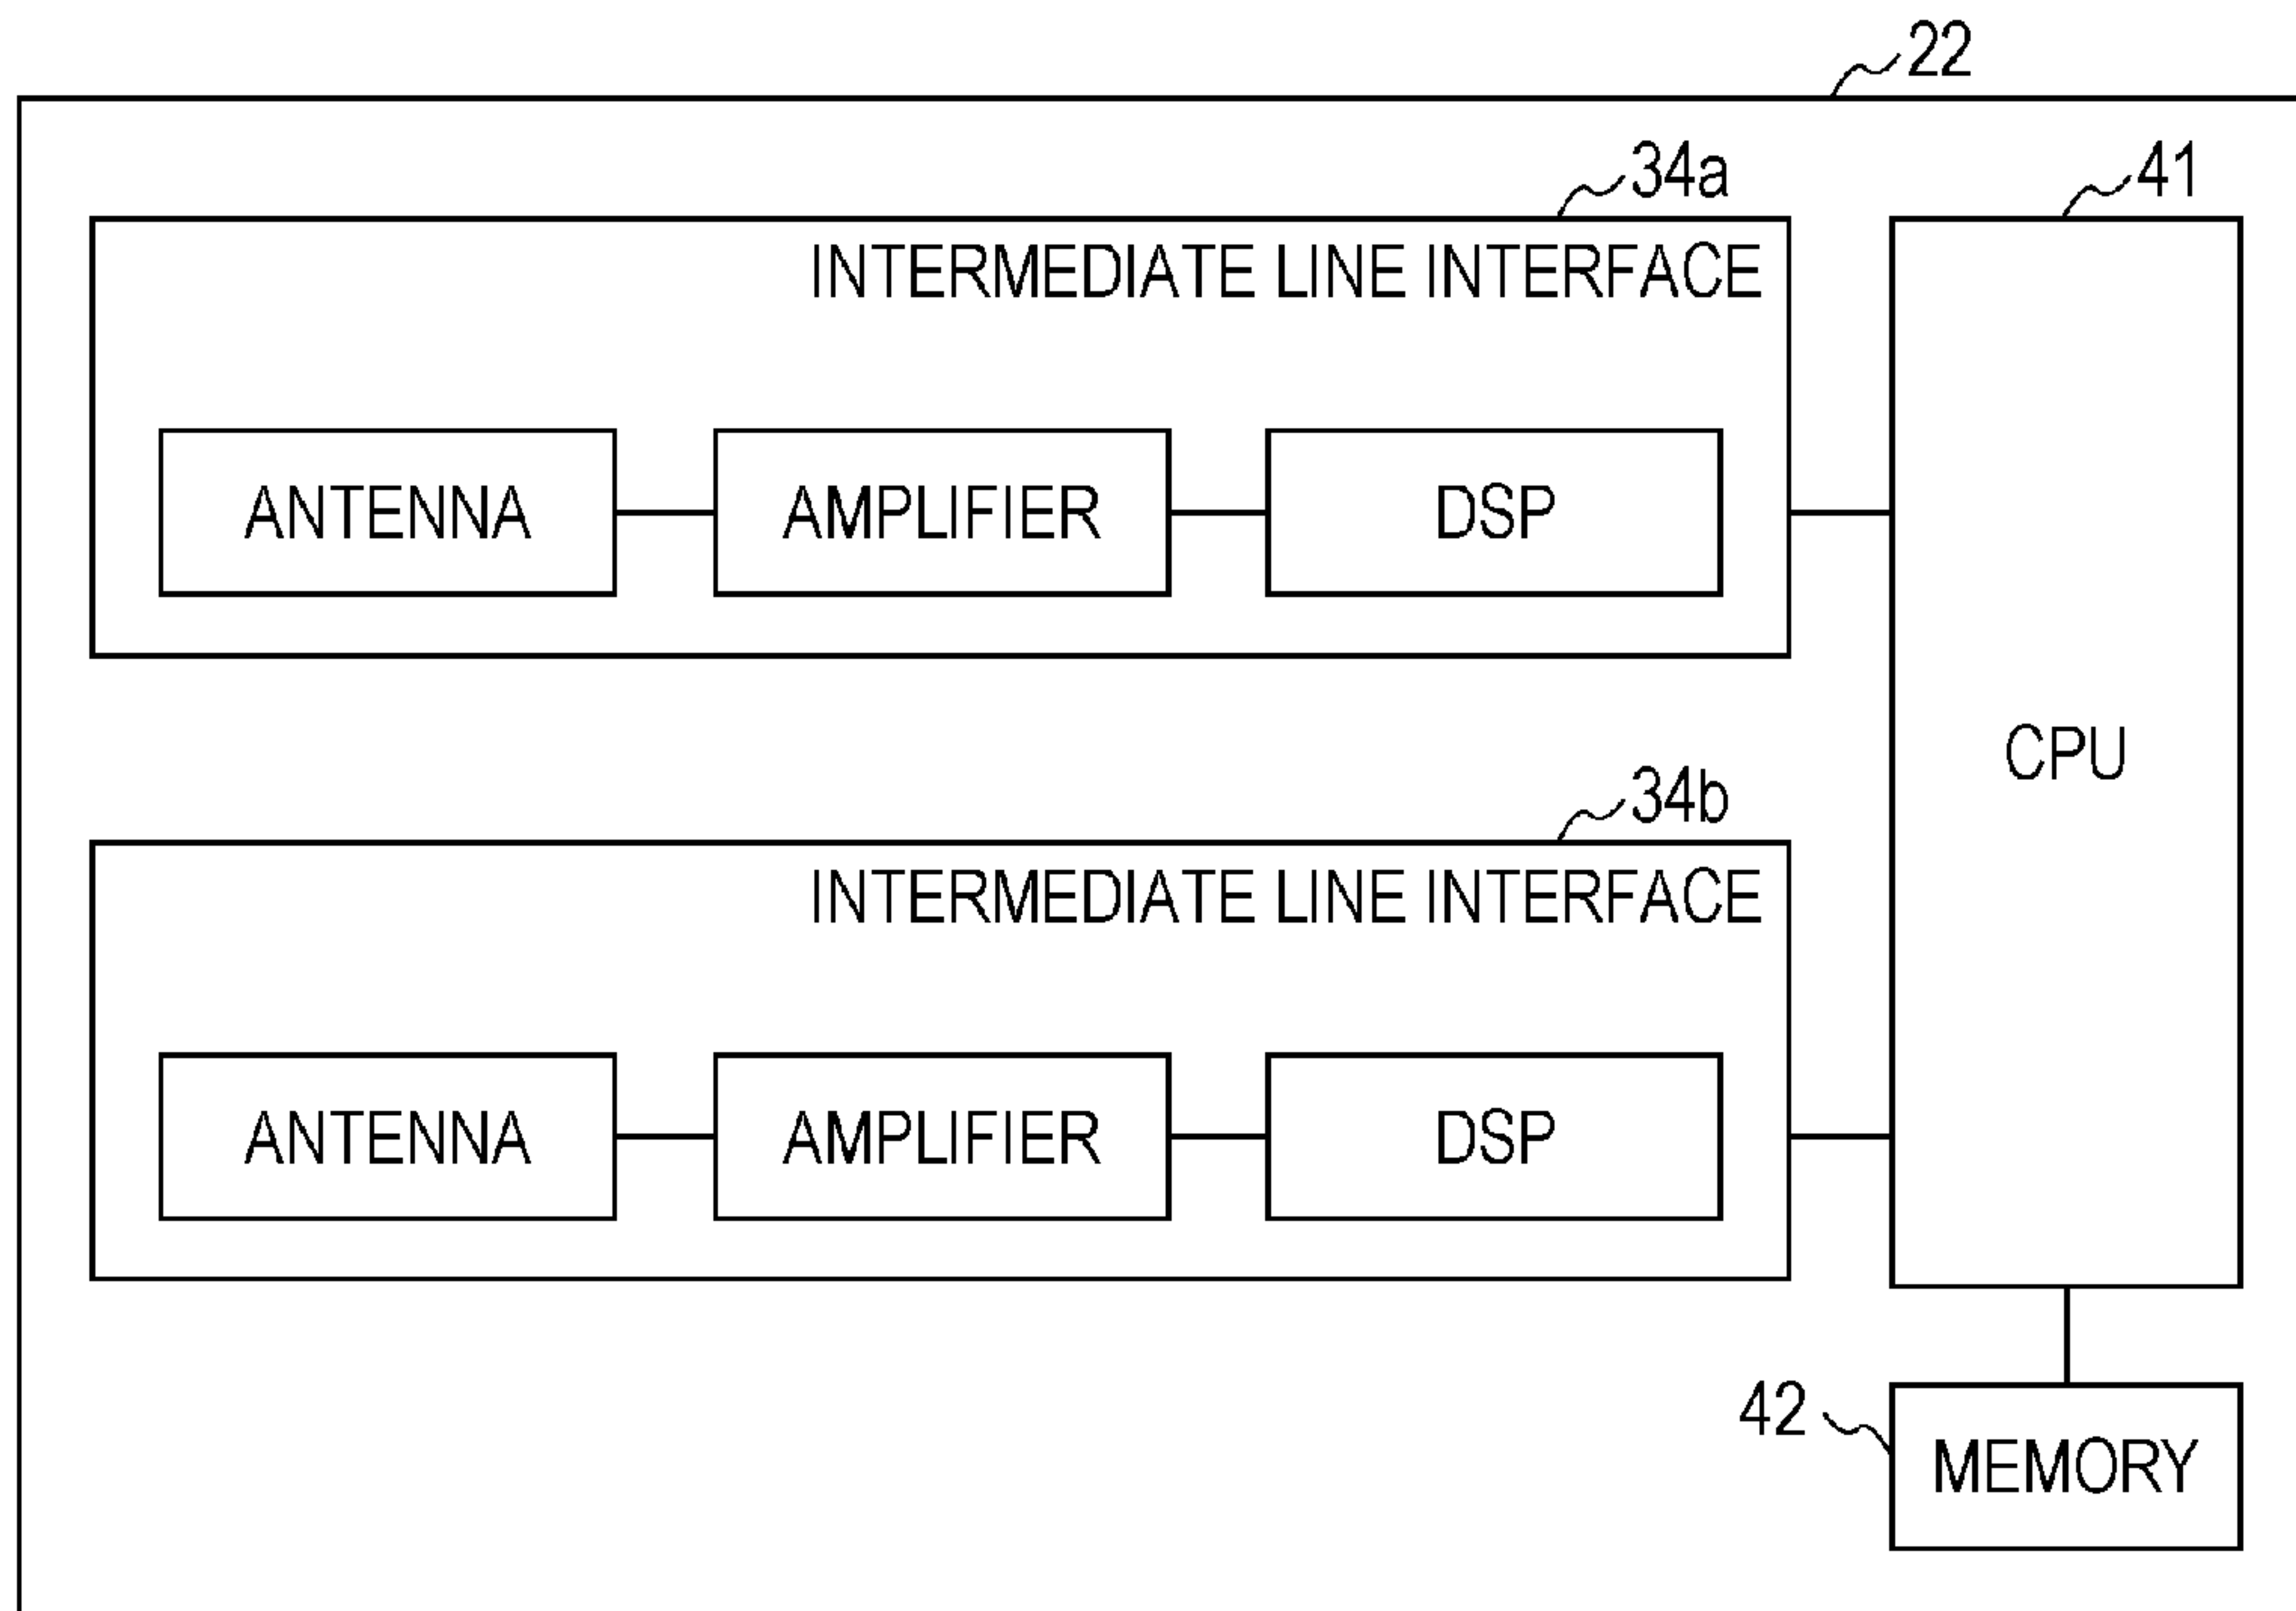 22
34a
41
INTERMEDIATE LINE INTERFACE
ANTENNA
AMPLIFIER
DSP
CPU
34b
INTERMEDIATE LINE INTERFACE
ANTENNA
AMPLIFIER
DSP
42
MEMORY